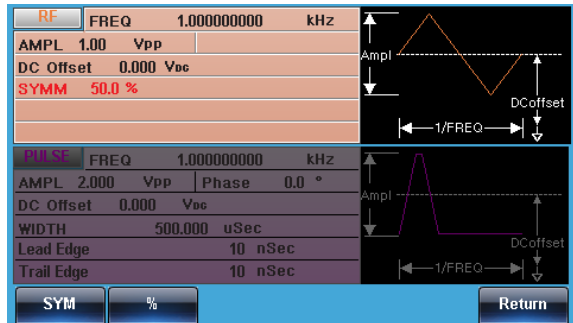 RF FREQ 1.000000000 kHz
AMPL 1.00 Vpp
DC Offset 0.000 VDC
SYMM 50.0 %
Ampl
DCoffset
1/FREQ
PULSE FREQ 1.000000000 kHz
AMPL 2.000 Vpp Phase 0.0 °
DC Offset 0.000 VDC
WIDTH 500.000 uSec
Lead Edge 10 nSec
Trail Edge 10 nSec
Ampl
DCoffset
1/FREQ
SYM % Return